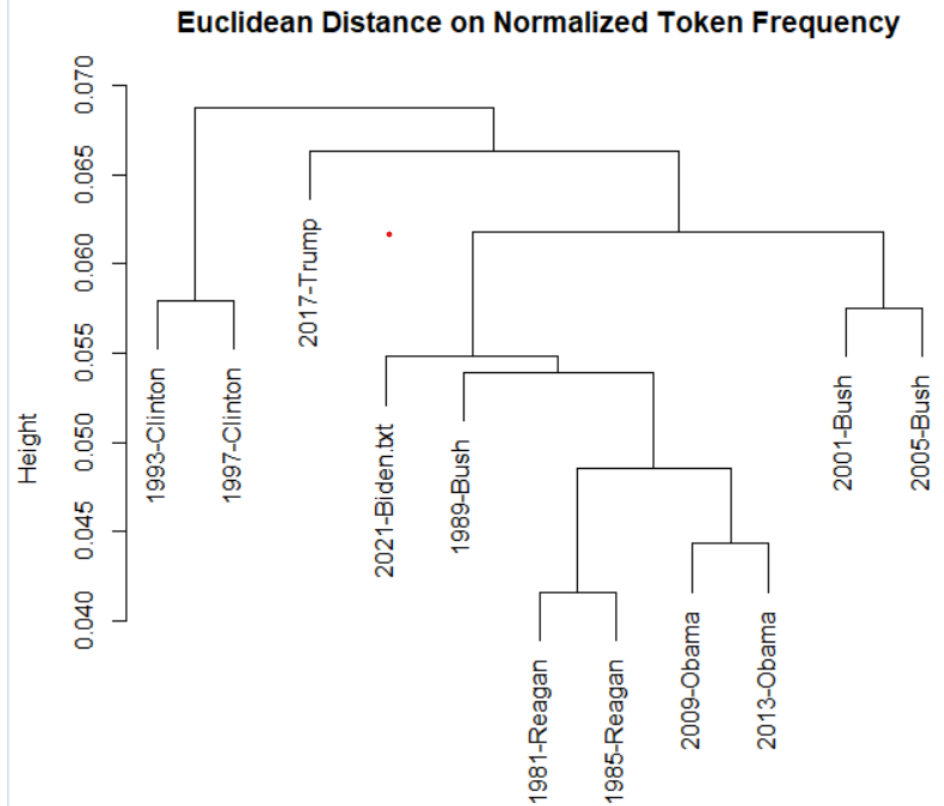 Euclidean Distance on Normalized Token Frequency
Height
0.070
0.065
0.060
0.055
0.050
0.045
0.040
1993-Clinton
1997-Clinton
2017-Trump
2021-Biden.txt
1989-Bush
1981-Reagan
1985-Reagan
2009-Obama
2013-Obama
2001-Bush
2005-Bush